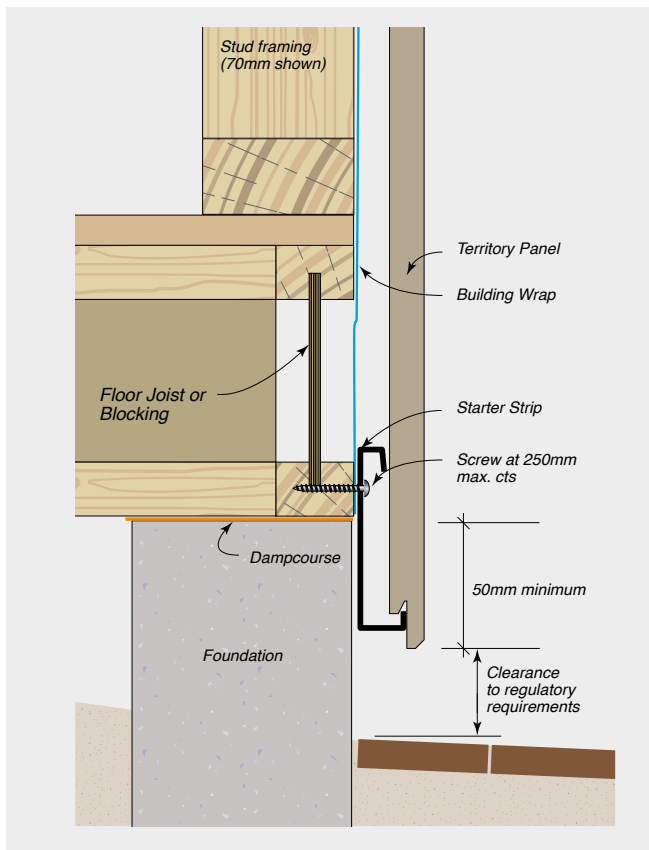 Stud framing
(70mm shown)
Territory Panel
Building Wrap
Floor Joist or
Blocking
Starter Strip
Screw at 250mm
max. cts
Dampcourse
50mm minimum
Foundation
Clearance
to regulatory
requirements